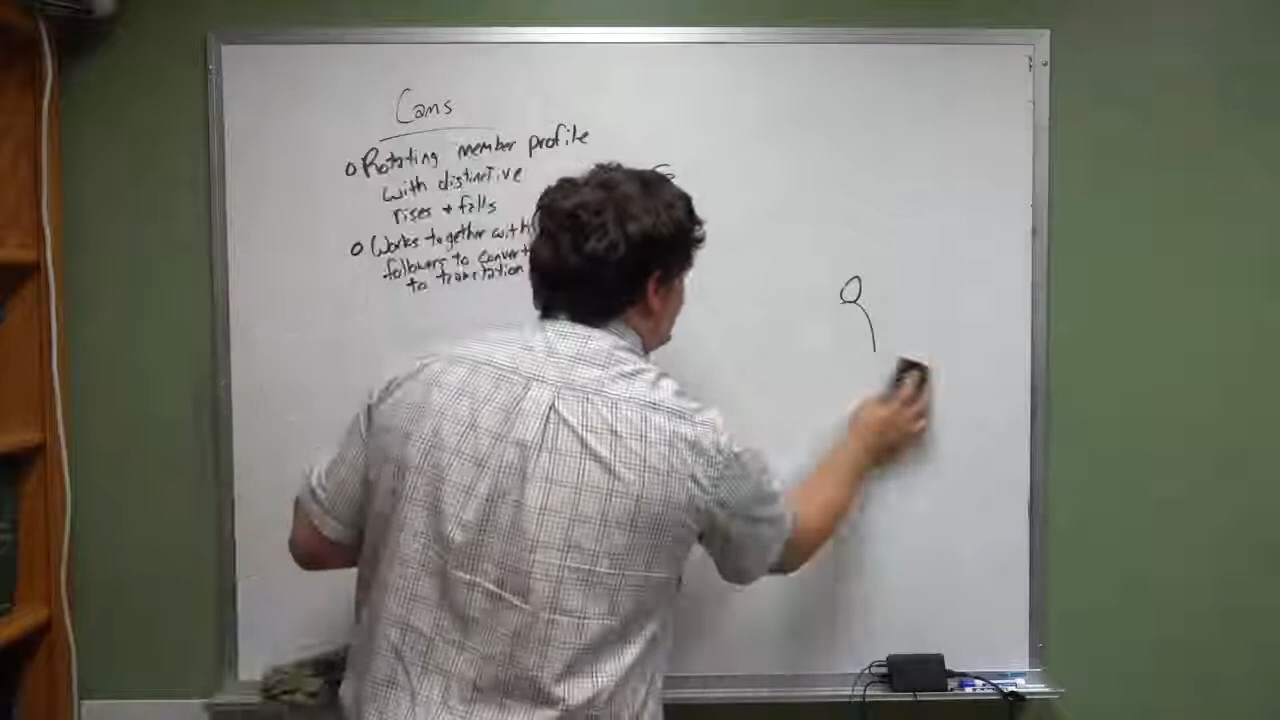 Cams
Rotating member profile
with distinctive
rises + falls
Works together with
followers to convert
to translation